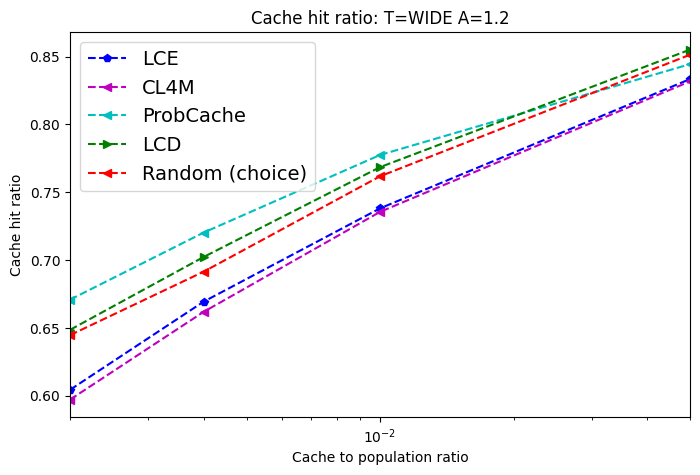 Cache hit ratio: T=WIDE A=1.2
LCE
CL4M
ProbCache
LCD
Random (choice)
0.85
0.80
0.75
0.70
0.65
0.60
Cache hit ratio
10⁻²
Cache to population ratio